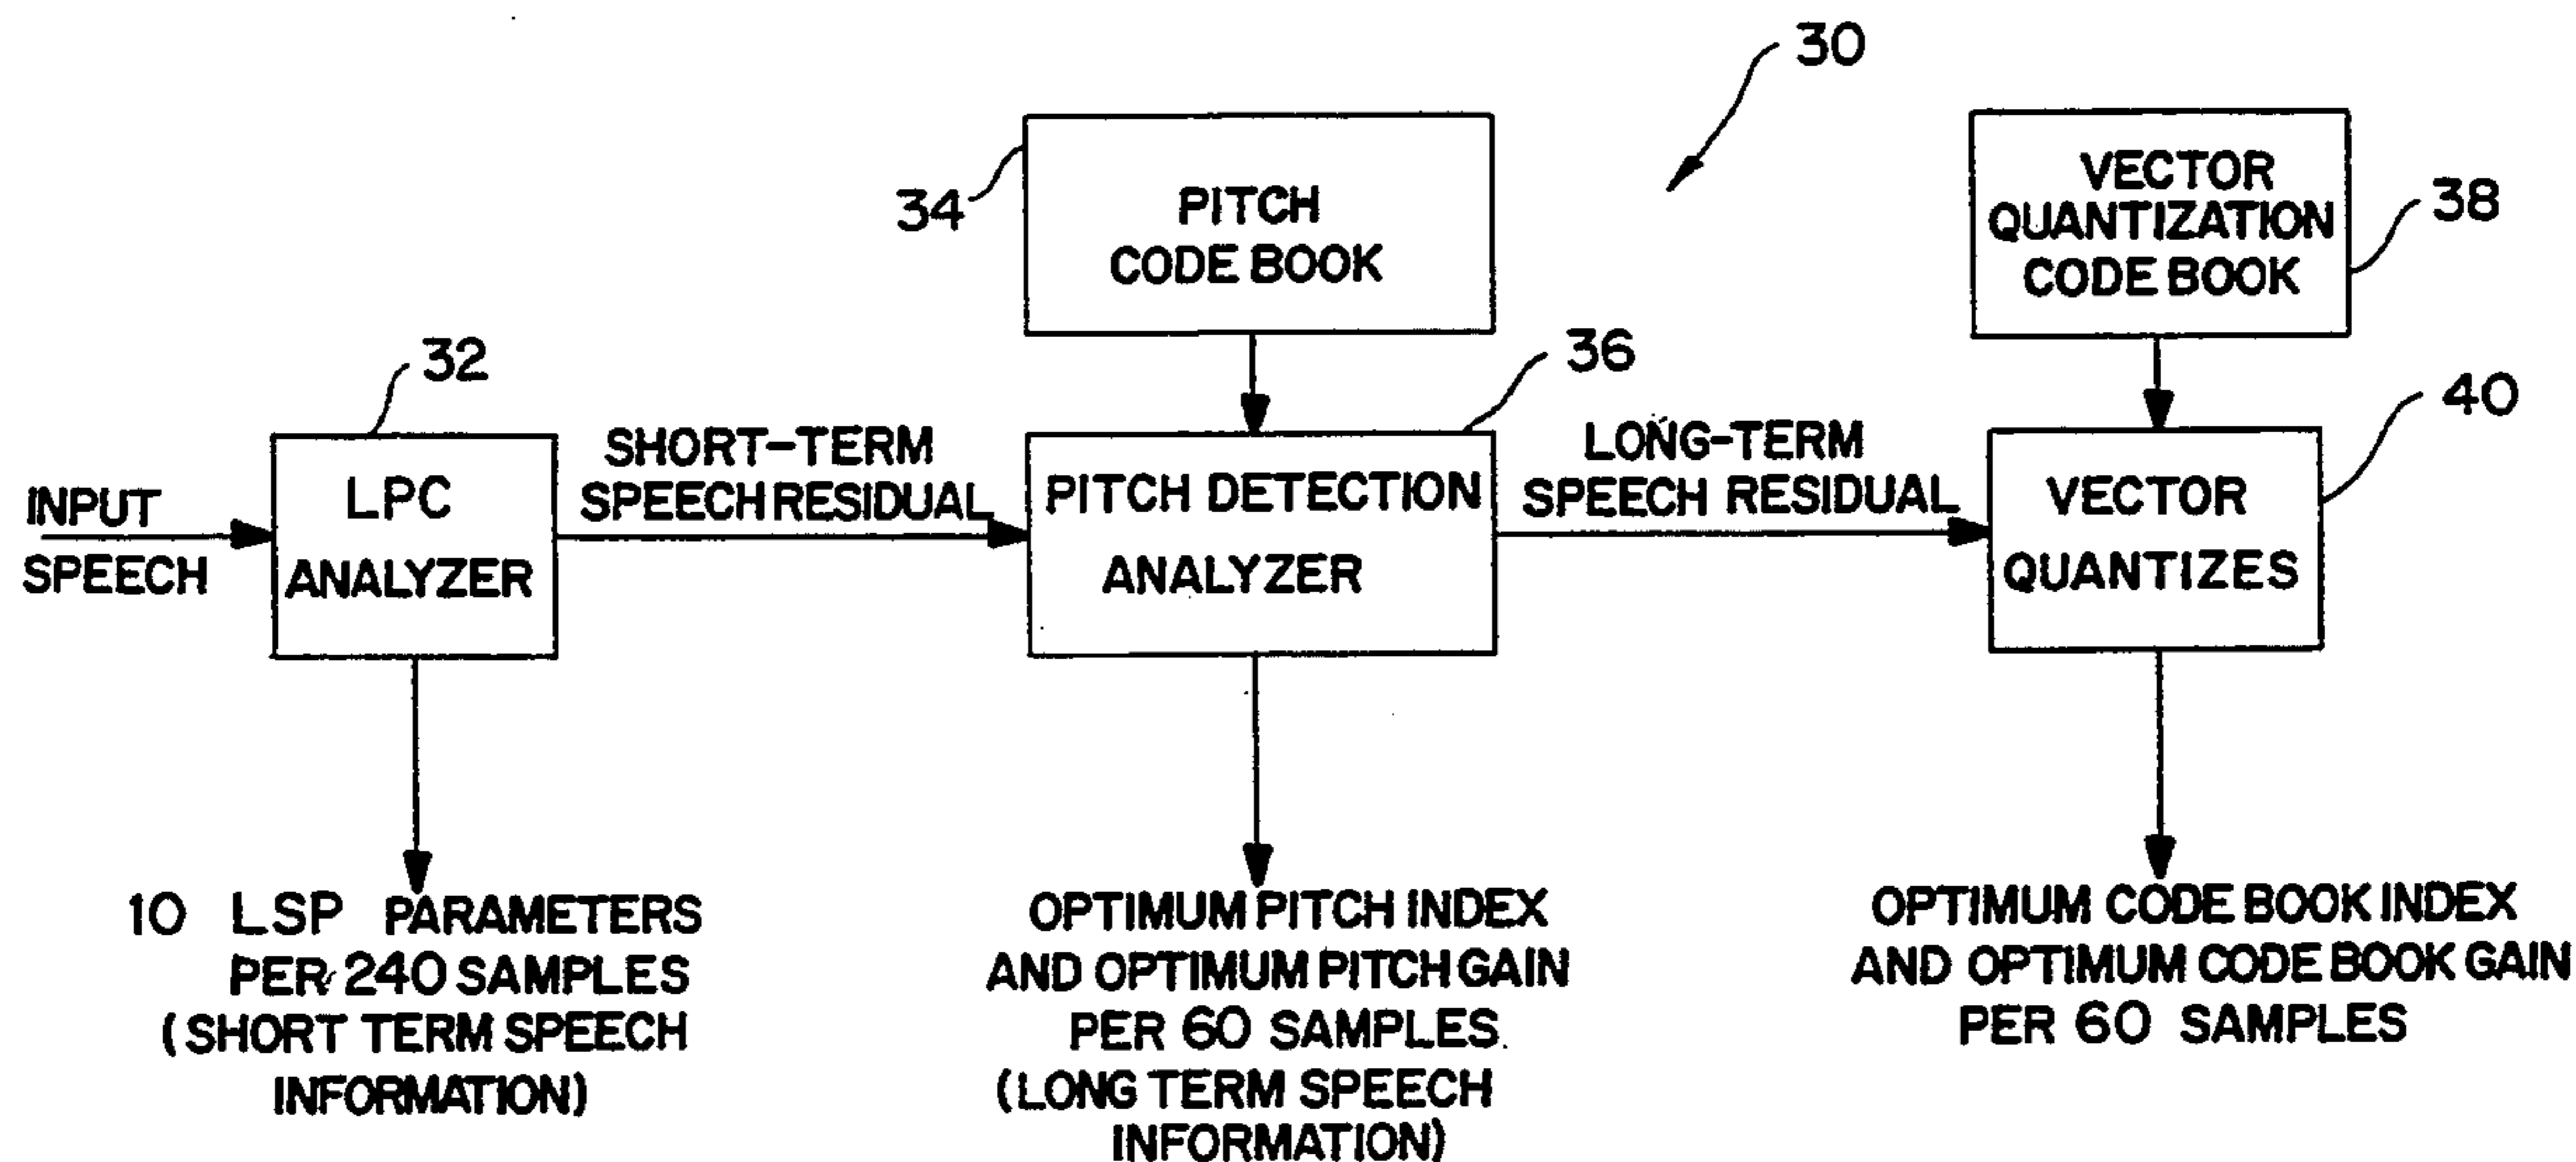 30
34
PITCH
CODE BOOK
VECTOR
QUANTIZATION
CODE BOOK
38
32
36
40
INPUT
SPEECH
LPC
ANALYZER
SHORT-TERM
SPEECH RESIDUAL
PITCH DETECTION
ANALYZER
LONG-TERM
SPEECH RESIDUAL
VECTOR
QUANTIZES
10 LSP PARAMETERS
PER 240 SAMPLES
(SHORT TERM SPEECH
INFORMATION)
OPTIMUM PITCH INDEX
AND OPTIMUM PITCH GAIN
PER 60 SAMPLES.
(LONG TERM SPEECH
INFORMATION)
OPTIMUM CODE BOOK INDEX
AND OPTIMUM CODE BOOK GAIN
PER 60 SAMPLES